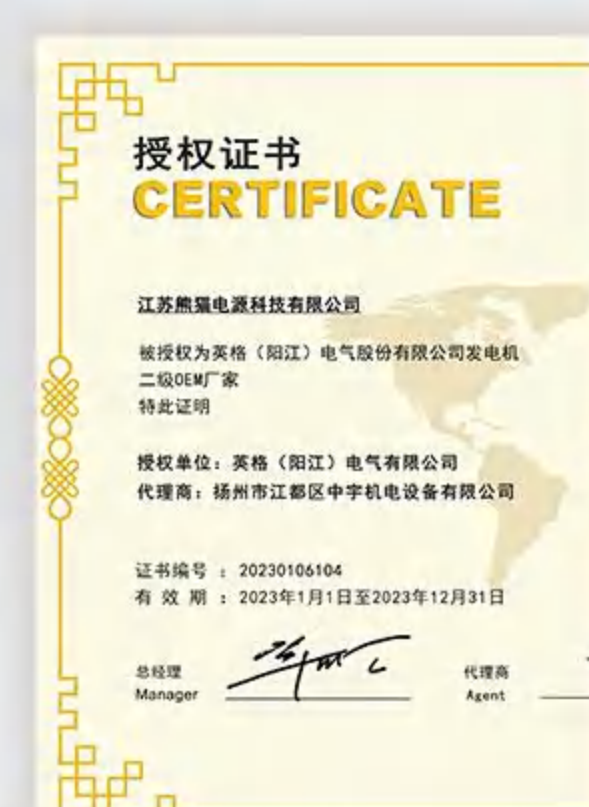 授权证书
CERTIFICATE
江苏熊猫电源科技有限公司
被授权为英格（阳江）电气股份有限公司发电机
二级OEM厂家
特此证明
授权单位：英格（阳江）电气有限公司
代理商：扬州市江都区中宇机电设备有限公司
证书编号 ：20230106104
有 效 期 ：2023年1月1日至2023年12月31日
总经理
Manager
代理商
Agent